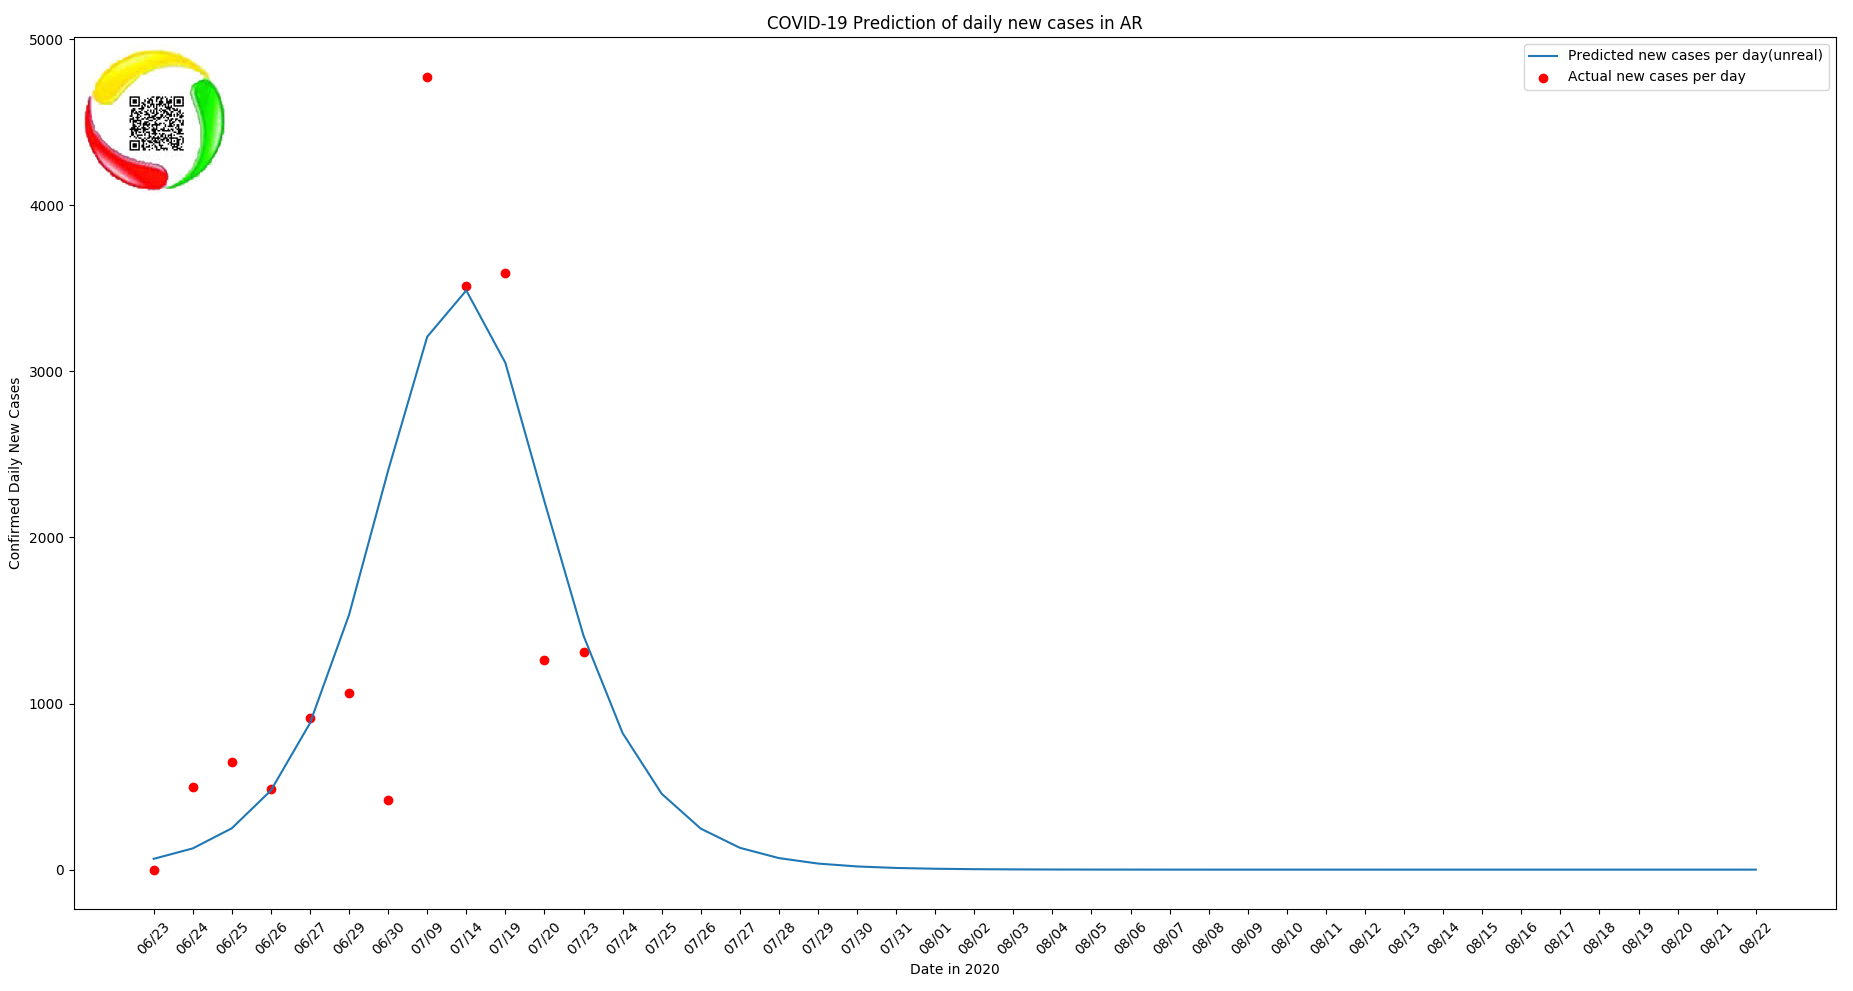 COVID-19 Prediction of daily new cases in AR
Predicted new cases per day(unreal)
Actual new cases per day
Confirmed Daily New Cases
5000
4000
3000
2000
1000
0
06/23 06/24 06/25 06/26 06/27 06/29 06/30 07/09 07/14 07/19 07/20 07/23 07/24 07/25 07/26 07/27 07/28 07/29 07/30 07/31 08/01 08/02 08/03 08/04 08/05 08/06 08/07 08/08 08/09 08/10 08/11 08/12 08/13 08/14 08/15 08/16 08/17 08/18 08/19 08/20 08/21 08/22
Date in 2020